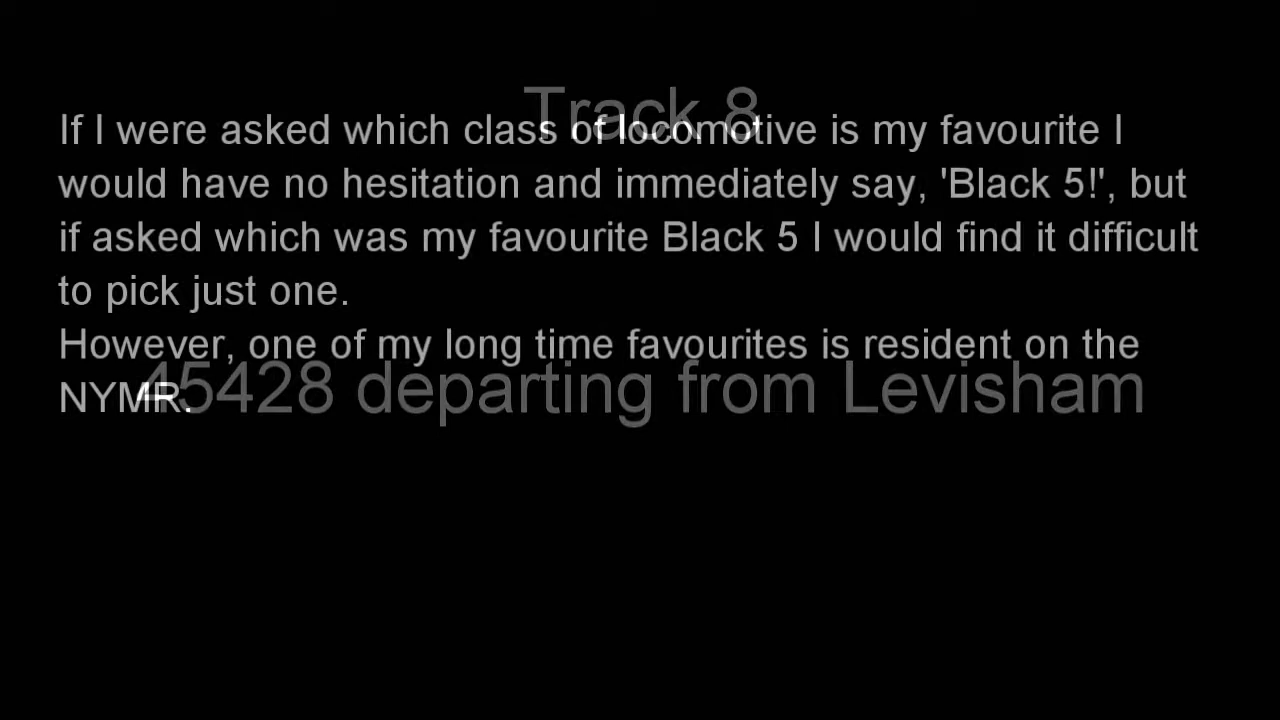 Track 8
If I were asked which class of locomotive is my favourite I
would have no hesitation and immediately say, 'Black 5!', but
if asked which was my favourite Black 5 I would find it difficult
to pick just one.
However, one of my long time favourites is resident on the
NYMR.
45428 departing from Levisham